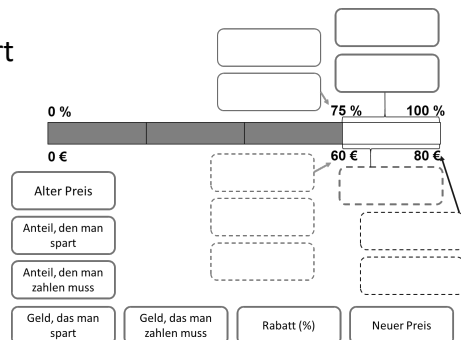 rt
0 %
75 %
100 %
0 €
60 €
80 €
Alter Preis
Anteil, den man
spart
Anteil, den man
zahlen muss
Geld, das man
spart
Geld, das man
zahlen muss
Rabatt (%)
Neuer Preis